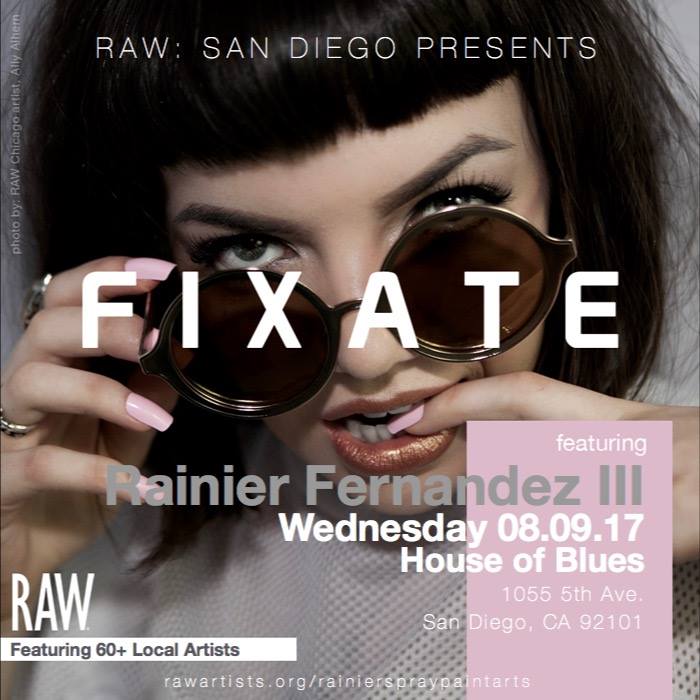 RAW: SAN DIEGO PRESENTS
photo by: RAW Chicago artist, Ally Alhem
FIXATE
featuring
Rainier Fernandez III
Wednesday 08.09.17
House of Blues
1055 5th Ave.
San Diego, CA 92101
RAW
Featuring 60+ Local Artists
rawartists.org/rainierspraypaintarts